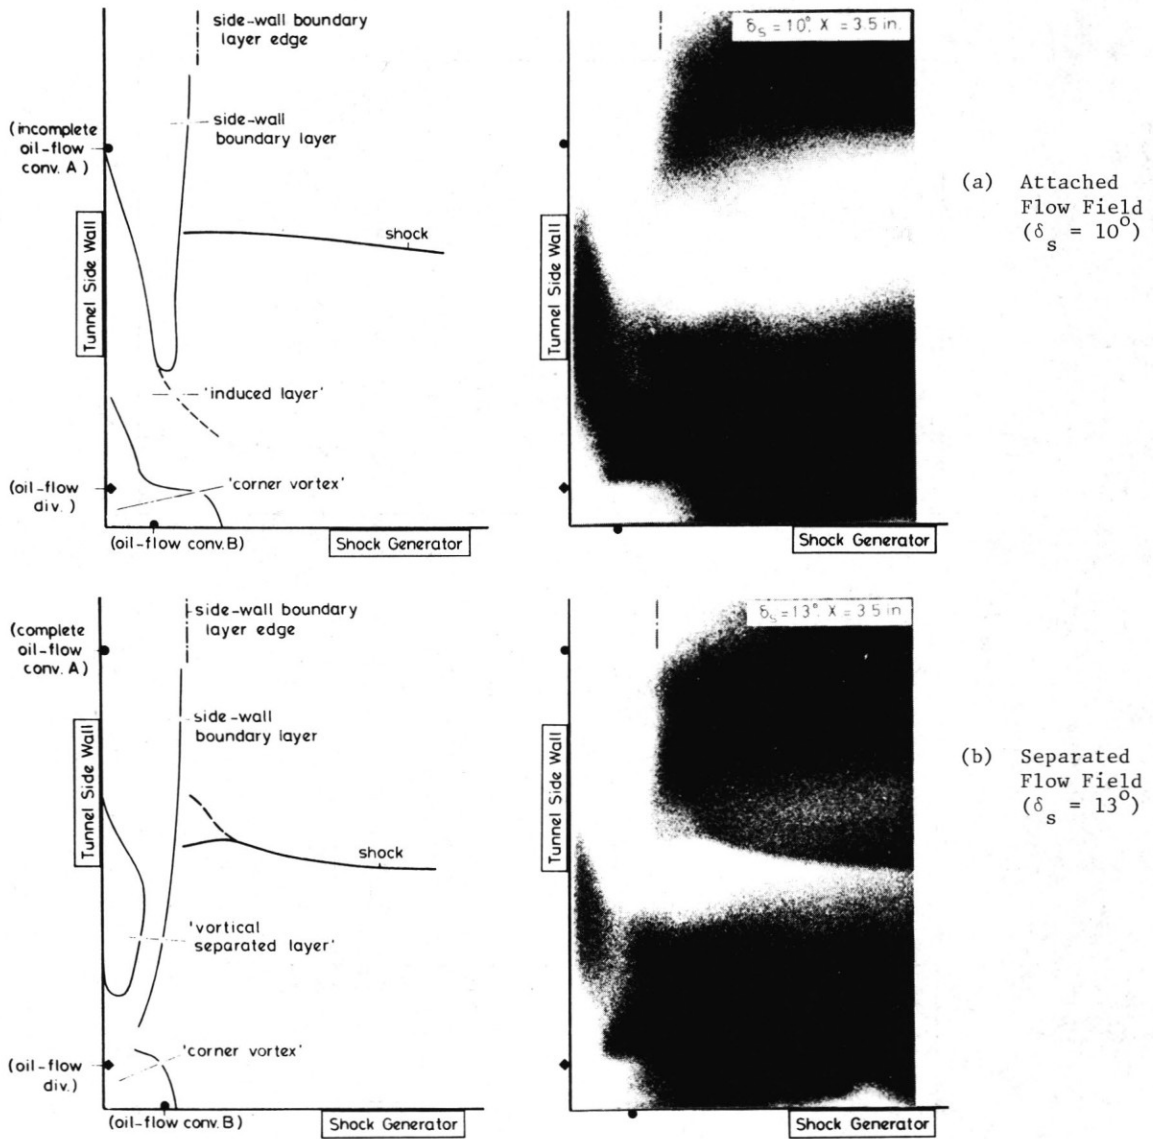 side-wall boundary
layer edge
(incomplete
oil-flow
conv. A)
side-wall
boundary layer
Tunnel Side Wall
shock
'induced layer'
'corner vortex'
(oil-flow
div.)
(oil-flow conv.B)
Shock Generator
δs = 10°, X = 3.5 in.
Tunnel Side Wall
Shock Generator
(a) Attached
Flow Field
(δs = 10°)
side-wall boundary
layer edge
(complete
oil-flow
conv. A)
side-wall
boundary layer
Tunnel Side Wall
shock
'vortical
separated layer'
'corner vortex'
(oil-flow
div.)
(oil-flow conv.B)
Shock Generator
δs = 13°, X = 3.5 in
Tunnel Side Wall
Shock Generator
(b) Separated
Flow Field
(δs = 13°)